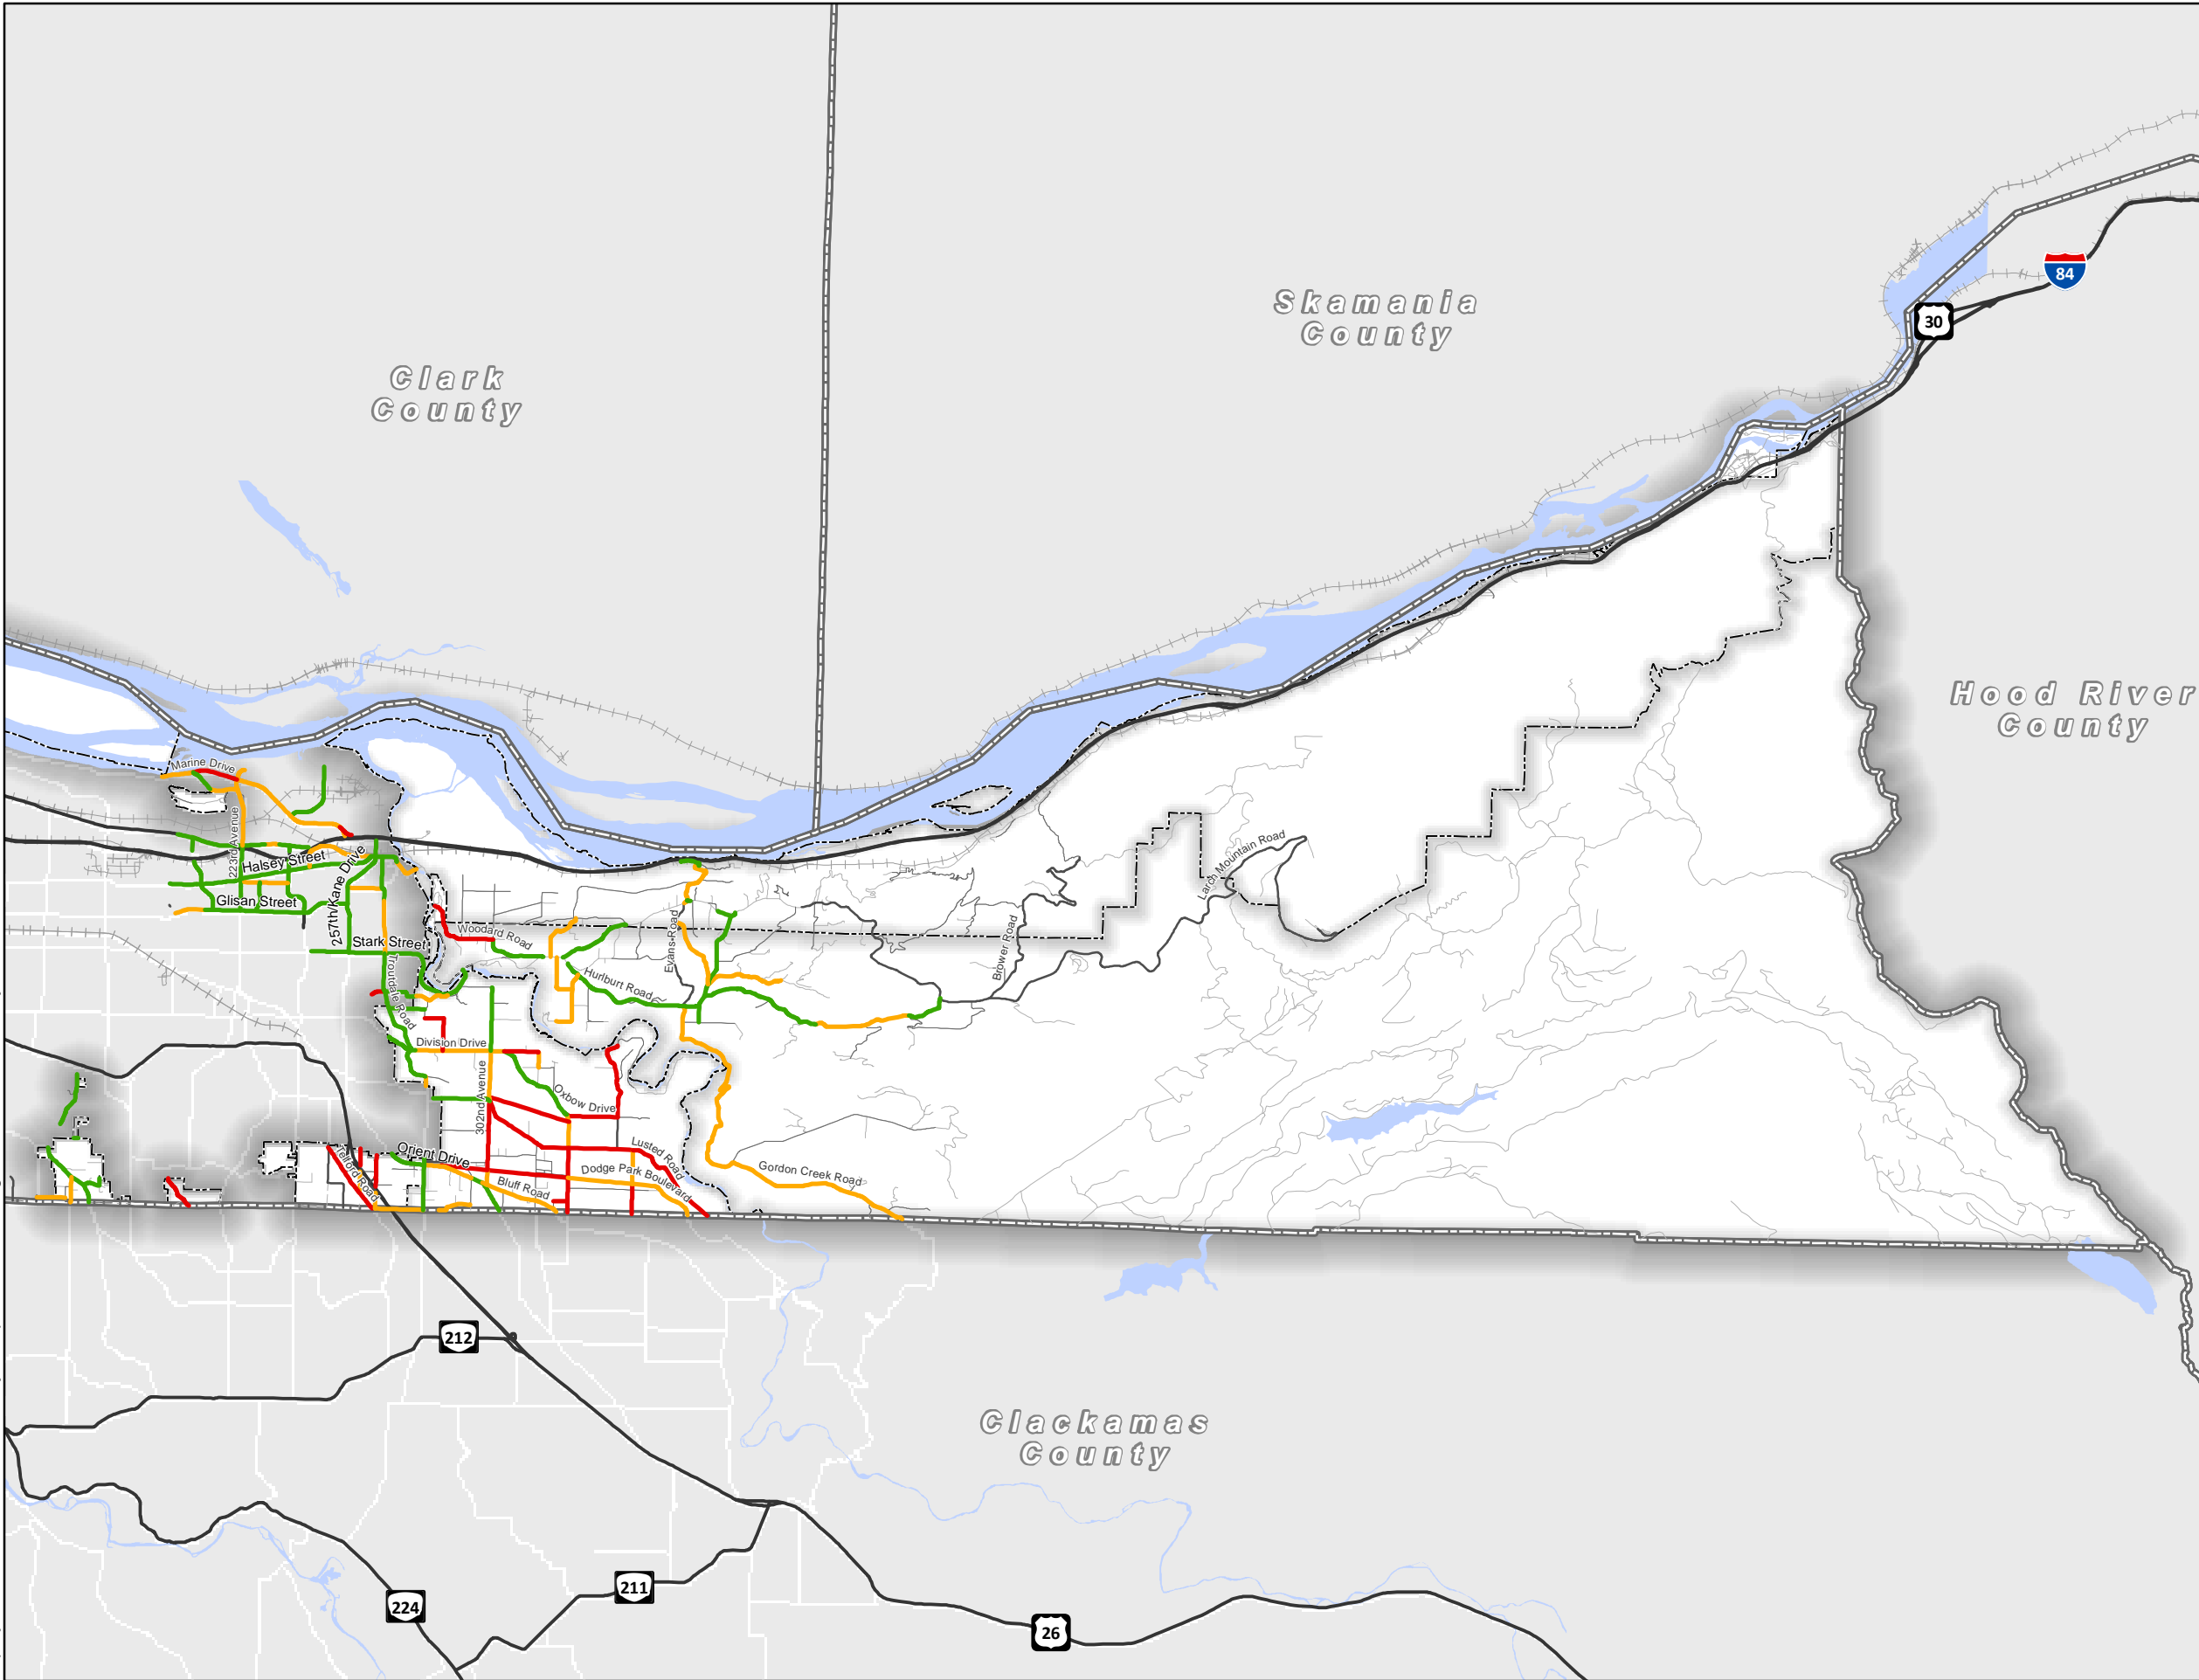 84
30
Skamania
County
Clark
County
Hood River
County
Marine Drive
223rd Avenue
Halsey Street
257th/Kane Drive
Glisan Street
Larch Mountain Road
Stark Street
Woodard Road
Evans Road
Brower Road
Troutdale Road
Hurlburt Road
Division Drive
302nd Avenue
Oxbow Drive
Orient Drive
Telford Road
Lusted Road
Dodge Park Boulevard
Bluff Road
Gordon Creek Road
212
Clackamas
County
211
224
26